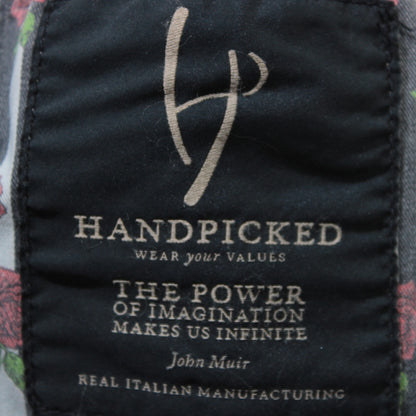 HANDPICKED
WEAR your VALUES
THE POWER
OF IMAGINATION
MAKES US INFINITE
John Muir
REAL ITALIAN MANUFACTURING